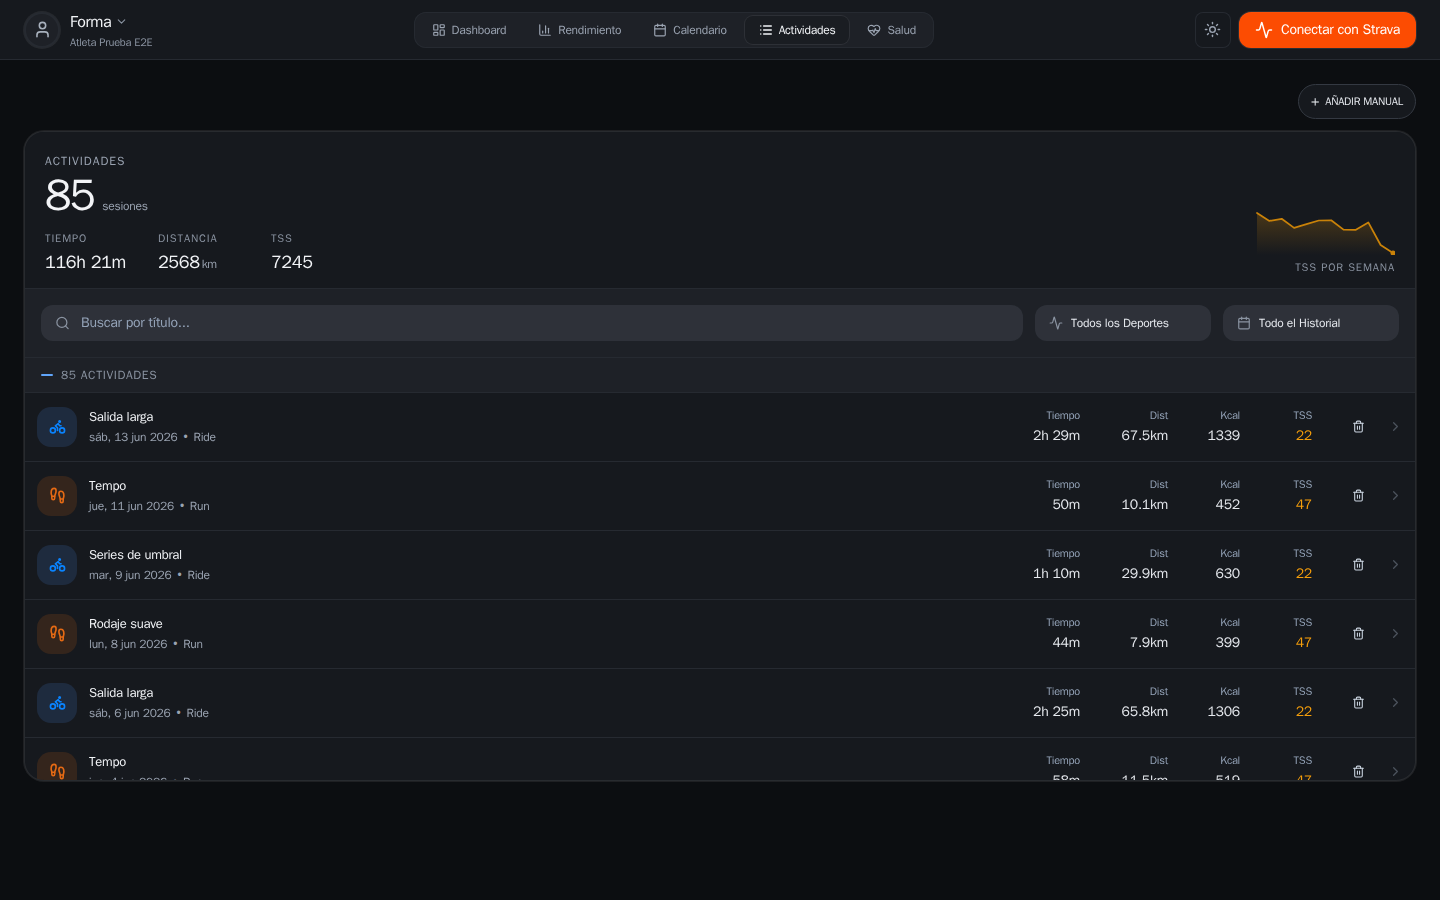 Forma
Atleta Prueba E2E
Dashboard
Rendimiento
Calendario
Actividades
Salud
Conectar con Strava
+ AÑADIR MANUAL
ACTIVIDADES
85 sesiones
TIEMPO DISTANCIA TSS
116h 21m 2568 km 7245
TSS POR SEMANA
Buscar por título...
Todos los Deportes
Todo el Historial
85 ACTIVIDADES
Salida larga
sáb, 13 jun 2026 • Ride
Tiempo Dist Kcal TSS
2h 29m 67.5km 1339 22
Tempo
jue, 11 jun 2026 • Run
Tiempo Dist Kcal TSS
50m 10.1km 452 47
Series de umbral
mar, 9 jun 2026 • Ride
Tiempo Dist Kcal TSS
1h 10m 29.9km 630 22
Rodaje suave
lun, 8 jun 2026 • Run
Tiempo Dist Kcal TSS
44m 7.9km 399 47
Salida larga
sáb, 6 jun 2026 • Ride
Tiempo Dist Kcal TSS
2h 25m 65.8km 1306 22
Tempo
Tiempo Dist Kcal TSS
58m 11.5km 519 47